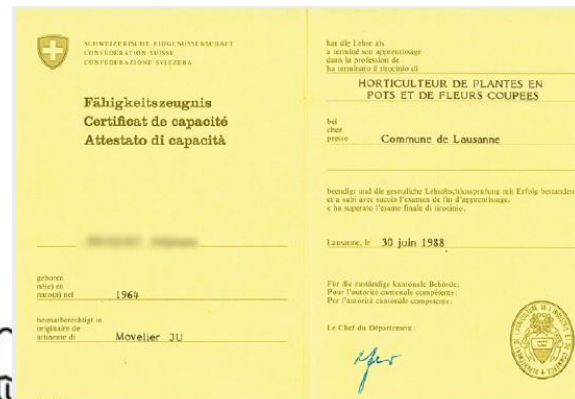 SCHWEIZERISCHE EIDGENOSSENSCHAFT
CONFEDERATION SUISSE
CONFEDERAZIONE SVIZZERA
Fähigkeitszeugnis
Certificat de capacité
Attestato di capacità
geboren
né(e) en
nato(a) nel
1964
heimatberechtigt in
originaire de
attinente di
Movelier JU
hat die Lehre als
a terminé son apprentissage
dans la profession de
ha terminato il tirocinio di
HORTICULTEUR DE PLANTES EN
POTS ET DE FLEURS COUPEES
bei
chez
presso
Commune de Lausanne
beendigt und die gesetzliche Lehrabschlussprüfung mit Erfolg bestanden
et a subi avec succès l'examen de fin d'apprentissage.
e ha superato l'esame finale di tirocinio.
Lausanne, le 30 juin 1988
Für die zuständige kantonale Behörde:
Pour l'autorité cantonale compétente:
Per l'autorità cantonale competente:
Le Chef du Département: